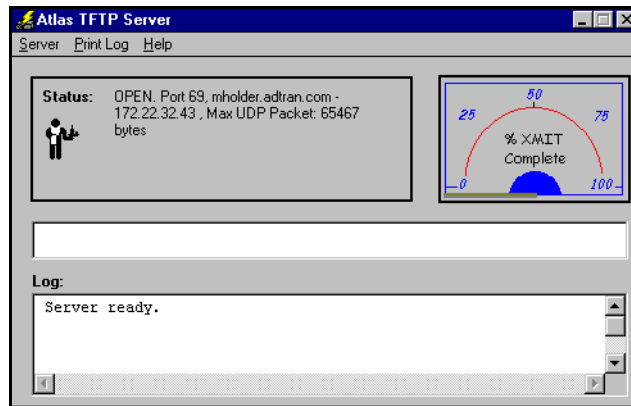 Atlas TFTP Server
Server Print Log Help
Status: OPEN. Port 69, mholder.adtran.com -
172.22.32.43 , Max UDP Packet: 65467
bytes
50
25 75
% XMIT
Complete
0 100
Log:
Server ready.